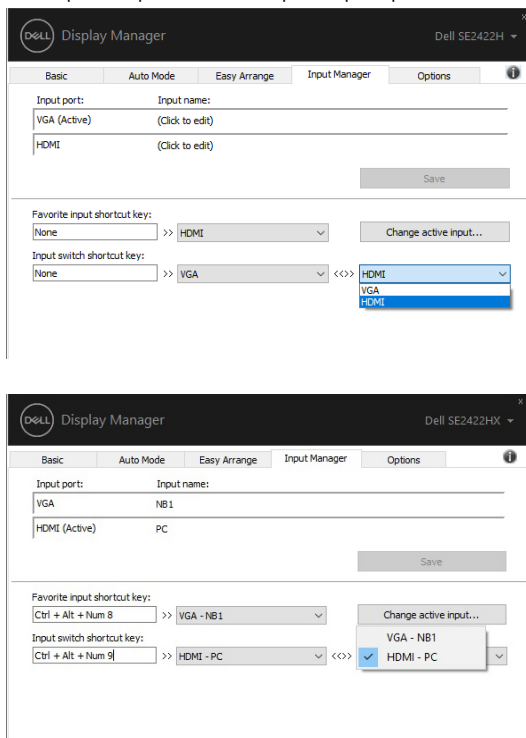 DELL Display Manager Dell SE2422H
Basic Auto Mode Easy Arrange Input Manager Options
Input port: Input name:
VGA (Active) (Click to edit)
HDMI (Click to edit)
Save
Favorite input shortcut key:
None >> HDMI Change active input...
Input switch shortcut key:
None >> VGA <<>> HDMI
VGA
HDMI
x
DELL Display Manager Dell SE2422HX
Basic Auto Mode Easy Arrange Input Manager Options
Input port: Input name:
VGA NB1
HDMI (Active) PC
Save
Favorite input shortcut key:
Ctrl + Alt + Num 8 >> VGA - NB1 Change active input...
Input switch shortcut key: VGA - NB1
Ctrl + Alt + Num 9 >> HDMI - PC <<>> HDMI - PC